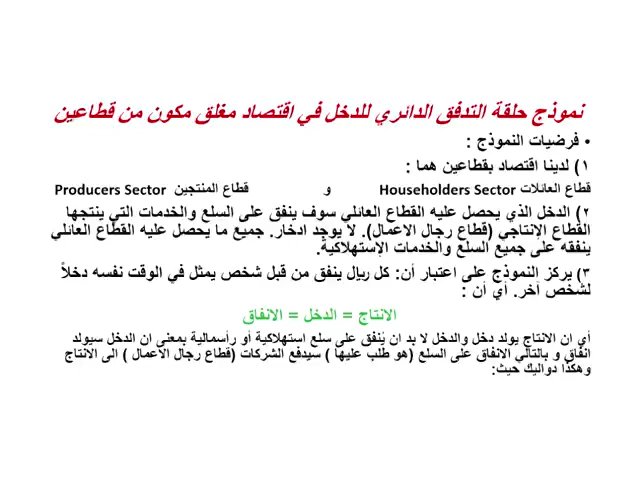 نموذج حلقة التدفق الدائري للدخل في اقتصاد مغلق مكون من قطاعين
• فرضيات النموذج :
١) لدينا اقتصاد بقطاعين هما :
قطاع العائلات Householders Sector و قطاع المنتجين Producers Sector
٢) الدخل الذي يحصل عليه القطاع العائلي سوف ينفق على السلع والخدمات التي ينتجها
القطاع الإنتاجي (قطاع رجال الاعمال). لا يوجد ادخار. جميع ما يحصل عليه القطاع العائلي
ينفقه على جميع السلع والخدمات الإستهلاكية.
٣) يركز النموذج على اعتبار أن: كل ريال ينفق من قبل شخص يمثل في الوقت نفسه دخلاً
لشخص آخر. أي أن :
الانتاج = الدخل = الانفاق
أي ان الانتاج يولد دخل والدخل لا بد ان يُنفق على سلع استهلاكية أو رأسمالية بمعنى ان الدخل سيولد
انفاق و بالتالي الانفاق على السلع (هو طلب عليها ) سيدفع الشركات (قطاع رجال الاعمال ) الى الانتاج
وهكذا دواليك حيث: